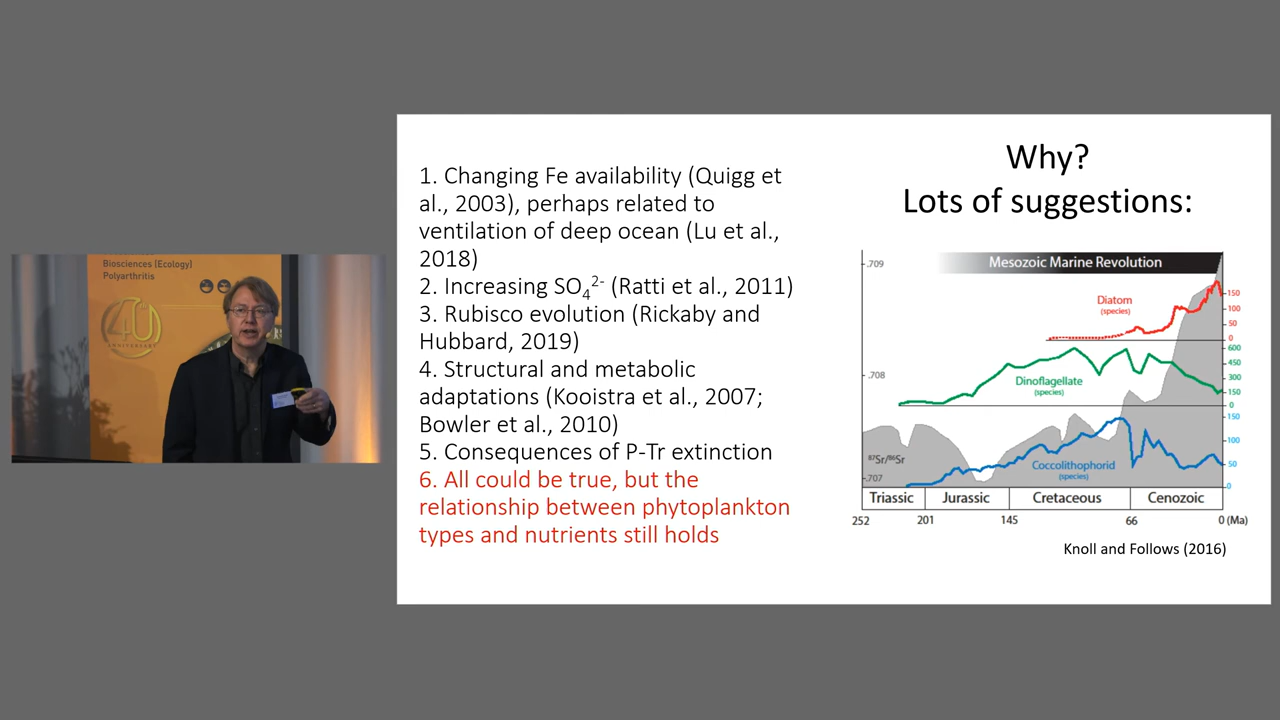 Biosciences (Ecology)
Polyarthritis
40
ANNIVERSARY
1. Changing Fe availability (Quigg et
al., 2003), perhaps related to
ventilation of deep ocean (Lu et al.,
2018)
2. Increasing SO₄²⁻ (Ratti et al., 2011)
3. Rubisco evolution (Rickaby and
Hubbard, 2019)
4. Structural and metabolic
adaptations (Kooistra et al., 2007;
Bowler et al., 2010)
5. Consequences of P-Tr extinction
6. All could be true, but the
relationship between phytoplankton
types and nutrients still holds
Why?
Lots of suggestions:
.709
Mesozoic Marine Revolution
Diatom
(species)
150
100
50
0
600
450
300
150
0
.708
Dinoflagellate
(species)
150
100
50
0
⁸⁷Sr/⁸⁶Sr
Coccolithophorid
(species)
.707
Triassic Jurassic Cretaceous Cenozoic
252 201 145 66 0 (Ma)
Knoll and Follows (2016)